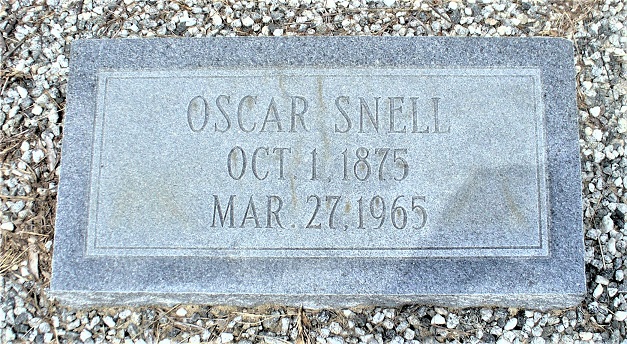 OSCAR SNELL
OCT. 1, 1875
MAR. 27, 1965